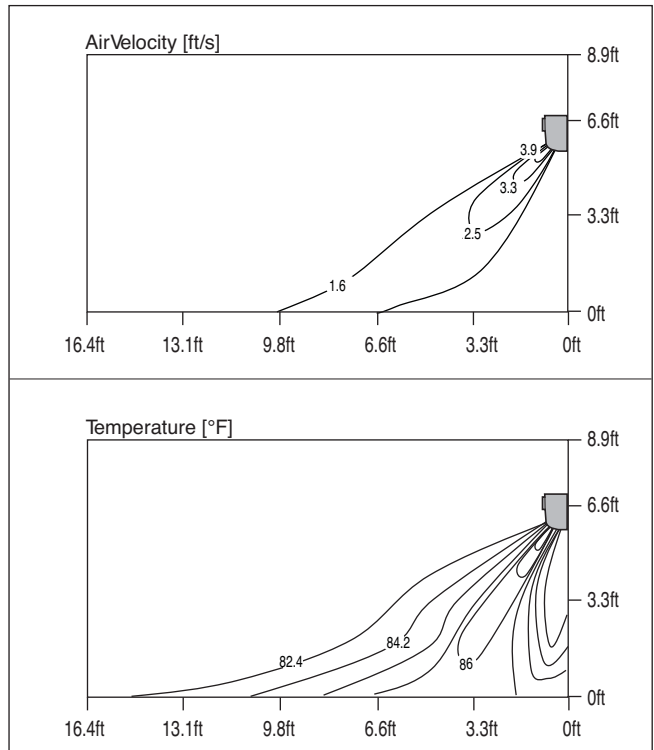 AirVelocity [ft/s]
8.9ft
6.6ft
3.9
3.3
3.3ft
2.5
1.6
0ft
16.4ft 13.1ft 9.8ft 6.6ft 3.3ft 0ft
Temperature [°F]
8.9ft
6.6ft
3.3ft
84.2
82.4
86
0ft
16.4ft 13.1ft 9.8ft 6.6ft 3.3ft 0ft